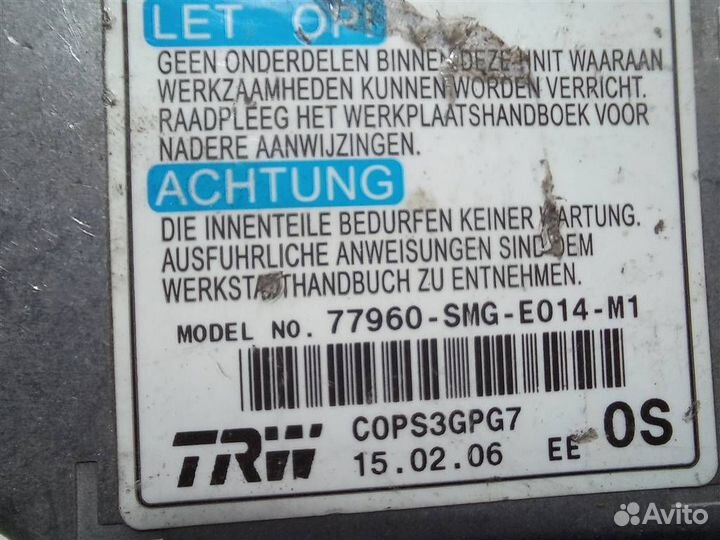 LET OP!
GEEN ONDERDELEN BINNEN DEZE UNIT WAARAAN
WERKZAAMHEDEN KUNNEN WORDEN VERRICHT.
RAADPLEEG HET WERKPLAATSHANDBOEK VOOR
NADERE AANWIJZINGEN.
ACHTUNG
DIE INNENTEILE BEDURFEN KEINER WARTUNG.
AUSFUHRLICHE ANWEISUNGEN SIND DEM
WERKSTATTHANDBUCH ZU ENTNEHMEN.
MODEL NO. 77960-SMG-E014-M1
TRW
C0PS3GPG7
15.02.06 EE 0S
Avito